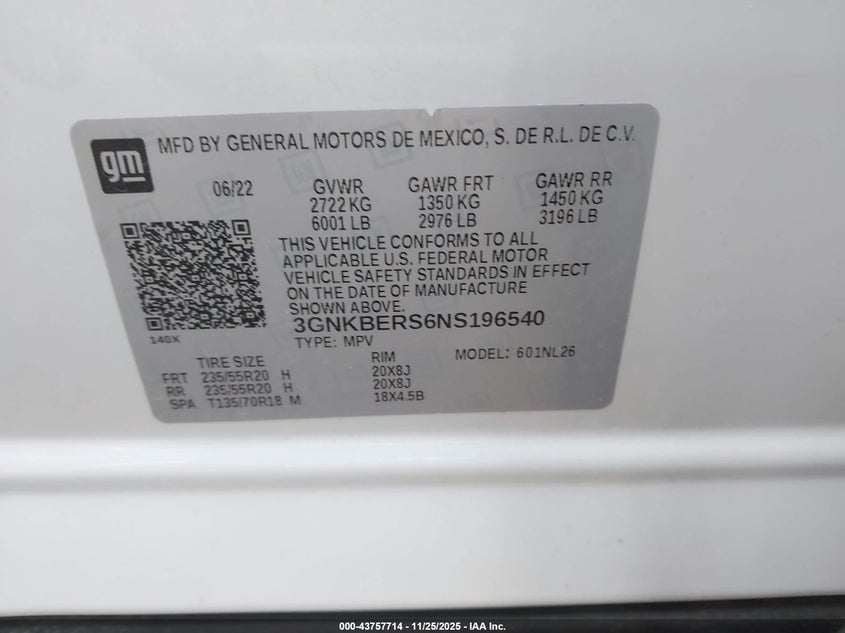 gm
MFD BY GENERAL MOTORS DE MEXICO, S. DE R.L. DE C.V.
06/22 GVWR GAWR FRT GAWR RR
2722 KG 1350 KG 1450 KG
6001 LB 2976 LB 3196 LB
THIS VEHICLE CONFORMS TO ALL
APPLICABLE U.S. FEDERAL MOTOR
VEHICLE SAFETY STANDARDS IN EFFECT
ON THE DATE OF MANUFACTURE
SHOWN ABOVE.
3GNKBERS6NS196540
140X TYPE: MPV MODEL: 601NL26
TIRE SIZE RIM
FRT 235/55R20 H 20X8J
RR 235/55R20 H 20X8J
SPA T135/70R18 M 18X4.5B
000-43757714 - 11/25/2025 - IAA Inc.